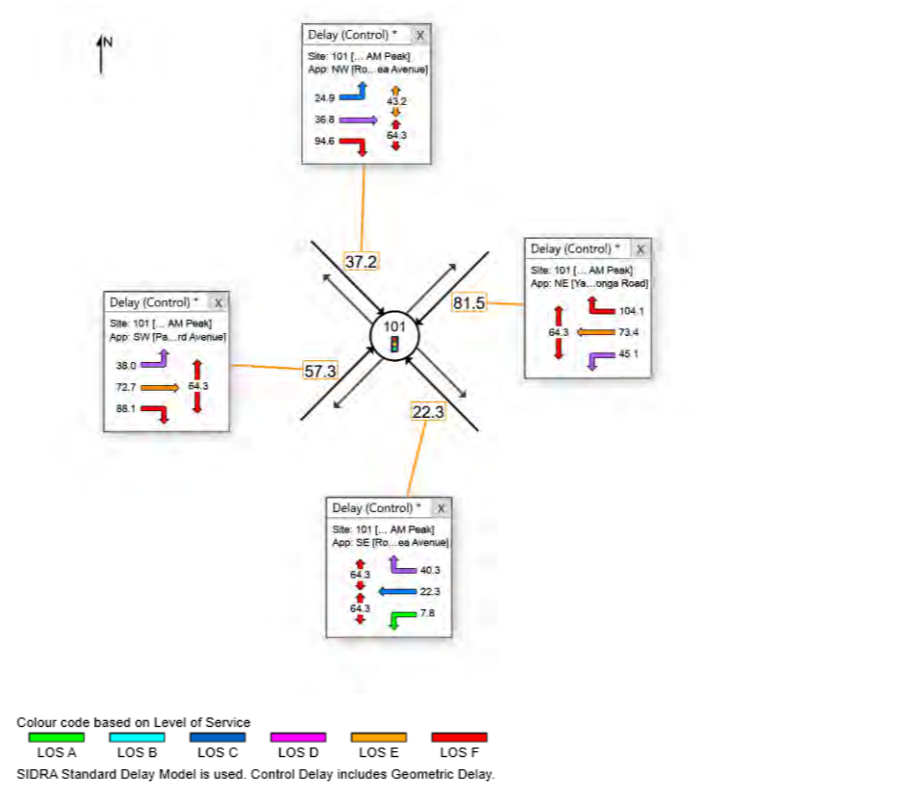 N
Delay (Control) * X
Site: 101 [... AM Peak]
App: NW [Ro...ea Avenue]
24.9
43.2
36.8
64.3
94.6
37.2
Delay (Control) * X
Site: 101 [... AM Peak]
App: NE [Ya...onga Road]
104.1
64.3 73.4
45.1
81.5
Delay (Control) * X
Site: 101 [... AM Peak]
App: SW [Pa...rd Avenue]
38.0
72.7 64.3
88.1
101
57.3
22.3
Delay (Control) * X
Site: 101 [... AM Peak]
App: SE [Ro...ea Avenue]
64.3 40.3
22.3
64.3 7.8
Colour code based on Level of Service
LOS A LOS B LOS C LOS D LOS E LOS F
SIDRA Standard Delay Model is used. Control Delay includes Geometric Delay.